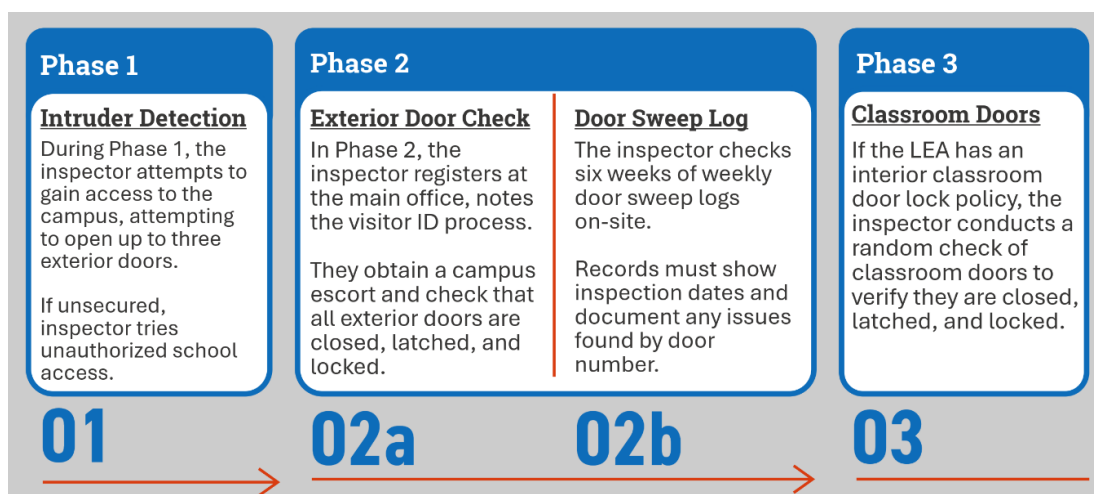 Phase 1
Intruder Detection
During Phase 1, the
inspector attempts to
gain access to the
campus, attempting
to open up to three
exterior doors.
If unsecured,
inspector tries
unauthorized school
access.
01
Phase 2
Exterior Door Check
In Phase 2, the
inspector registers at
the main office, notes
the visitor ID process.
They obtain a campus
escort and check that
all exterior doors are
closed, latched, and
locked.
02a
Door Sweep Log
The inspector checks
six weeks of weekly
door sweep logs
on-site.
Records must show
inspection dates and
document any issues
found by door
number.
02b
Phase 3
Classroom Doors
If the LEA has an
interior classroom
door lock policy, the
inspector conducts a
random check of
classroom doors to
verify they are closed,
latched, and locked.
03